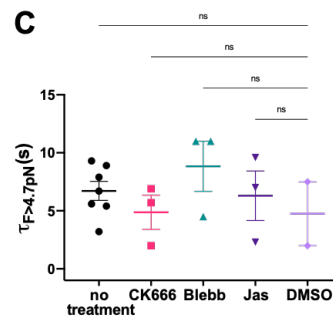 C
ns
ns
ns
ns
τF>4.7pN(s)
15
10
5
0
no treatment CK666 Blebb Jas DMSO